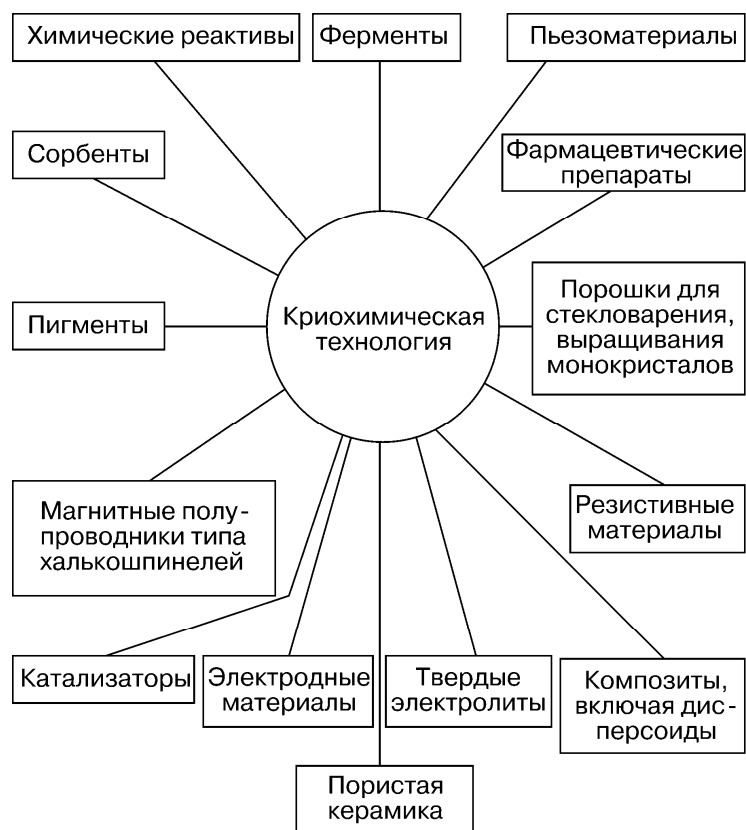 Химические реактивы
Ферменты
Пьезоматериалы
Сорбенты
Фармацевтические
препараты
Пигменты
Криохимическая
технология
Порошки для
стекловарения,
выращивания
монокристалов
Магнитные полу-
проводники типа
халькошпинелей
Резистивные
материалы
Катализаторы
Электродные
материалы
Твердые
электролиты
Композиты,
включая дис-
персоиды
Пористая
керамика